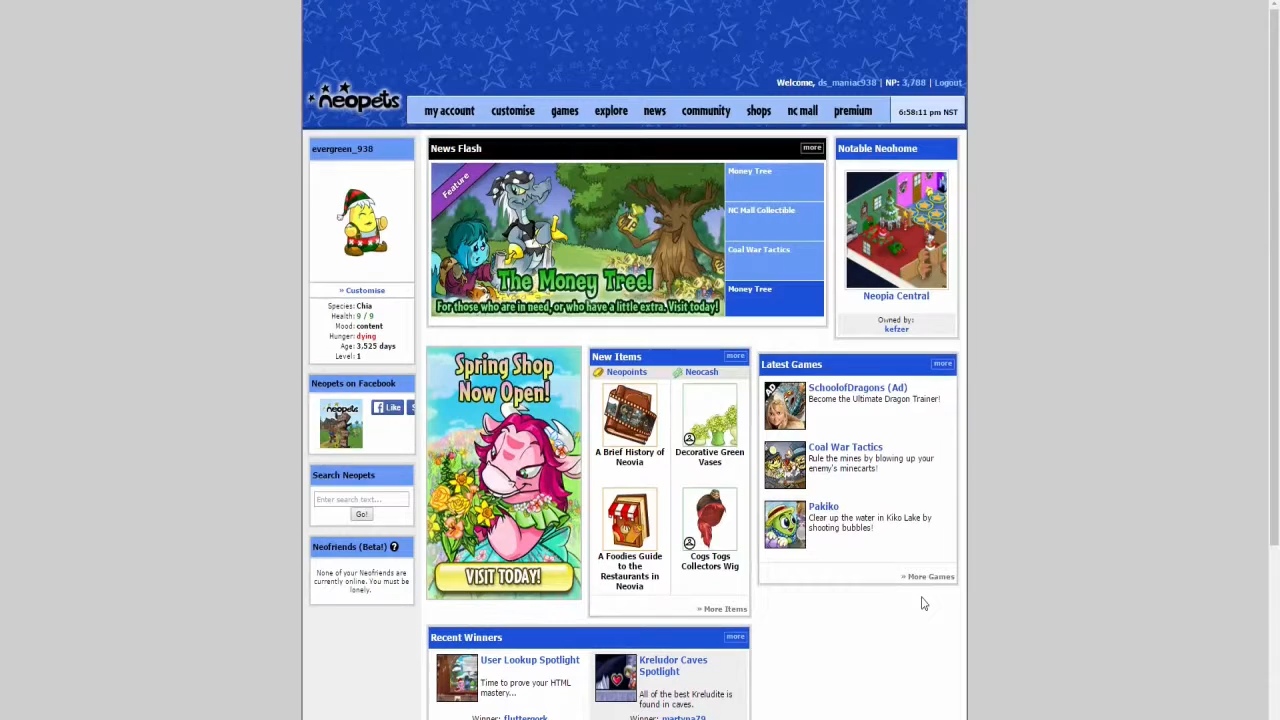 Welcome, ds_maniac938 | NP: 3,788 | Logout
neopets
my account customise games explore news community shops nc mall premium 6:58:11 pm NST
evergreen_938
» Customise
Species: Chia
Health: 9 / 9
Mood: content
Hunger: dying
Age: 3,525 days
Level: 1
Neopets on Facebook
neopets
Like
Search Neopets
Enter search text...
Go!
Neofriends (Beta!) ?
None of your Neofriends are
currently online. You must be
lonely.
News Flash more
Feature
The Money Tree!
For those who are in need, or who have a little extra. Visit today!
Money Tree
NC Mall Collectible
Coal War Tactics
Money Tree
Notable Neohome
Neopia Central
Owned by:
kefzer
Spring Shop
Now Open!
VISIT TODAY!
New Items more
Neopoints Neocash
A Brief History of
Neovia
Decorative Green
Vases
A Foodies Guide
to the
Restaurants in
Neovia
Cogs Togs
Collectors Wig
» More Items
Latest Games more
AD
SchoolofDragons (Ad)
Become the Ultimate Dragon Trainer!
Coal War Tactics
Rule the mines by blowing up your
enemy's minecarts!
Pakiko
Clear up the water in Kiko Lake by
shooting bubbles!
» More Games
Recent Winners more
User Lookup Spotlight
Time to prove your HTML
mastery...
Winner: flutterpork
Kreludor Caves
Spotlight
All of the best Kreludite is
found in caves.
Winner: martyna79